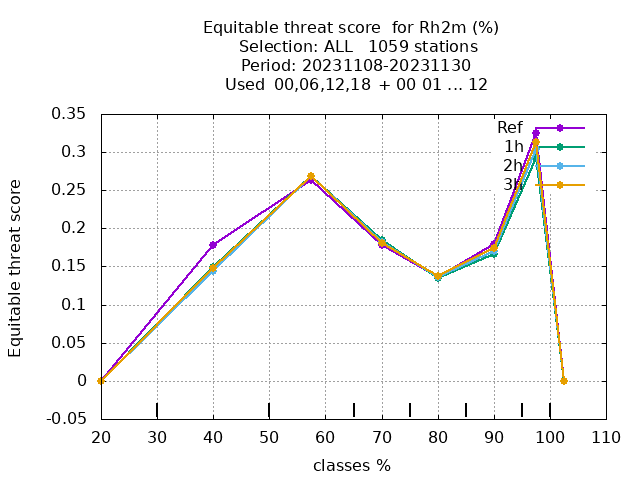 Equitable threat score  for Rh2m (%)
Selection: ALL   1059 stations
Period: 20231108-20231130
Used  00,06,12,18 + 00 01 ... 12
0.35
0.3
0.25
0.2
0.15
0.1
0.05
0
-0.05
Equitable threat score
Ref
1h
2h
3h
20 30 40 50 60 70 80 90 100 110
classes %